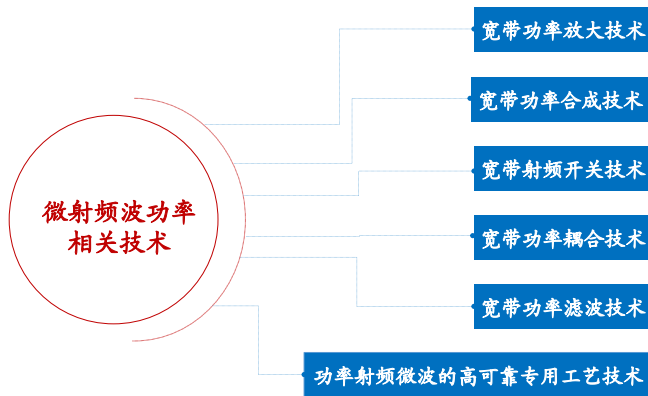 微射频波功率
相关技术
宽带功率放大技术
宽带功率合成技术
宽带射频开关技术
宽带功率耦合技术
宽带功率滤波技术
功率射频微波的高可靠专用工艺技术